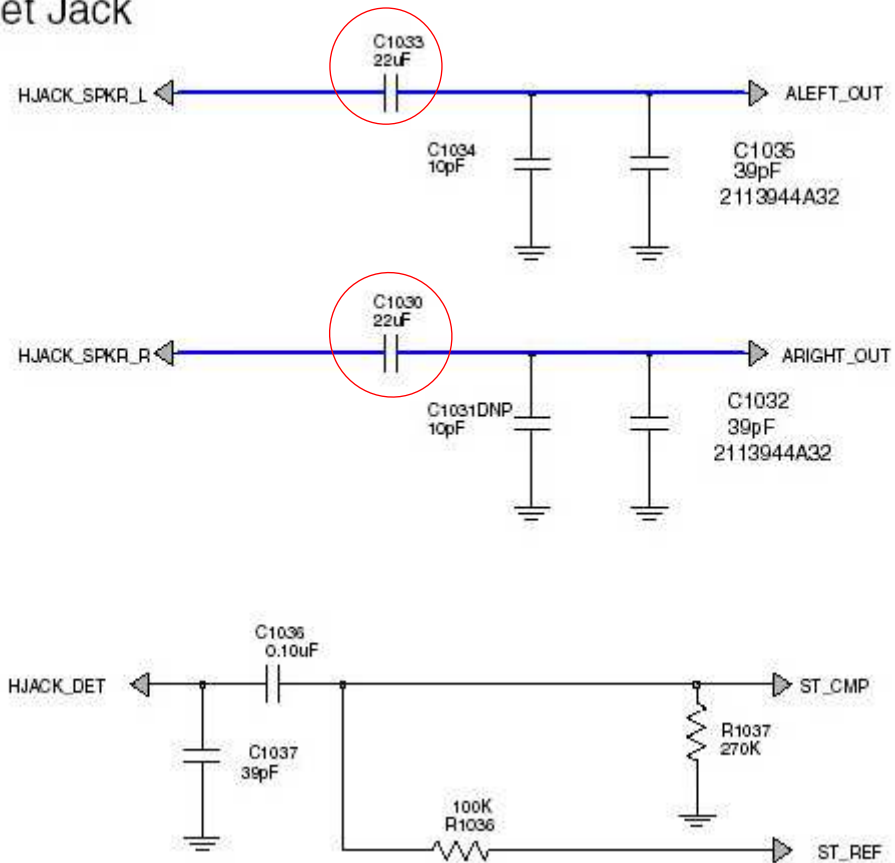 et Jack
C1033
22uF
HJACK_SPKR_L
ALEFT_OUT
C1034
10pF
C1035
39pF
2113944A32
C1030
22uF
HJACK_SPKR_R
ARIGHT_OUT
C1031DNP
10pF
C1032
39pF
2113944A32
C1036
0.10uF
HJACK_DET
ST_CMP
C1037
39pF
R1037
270K
100K
R1036
ST_REF